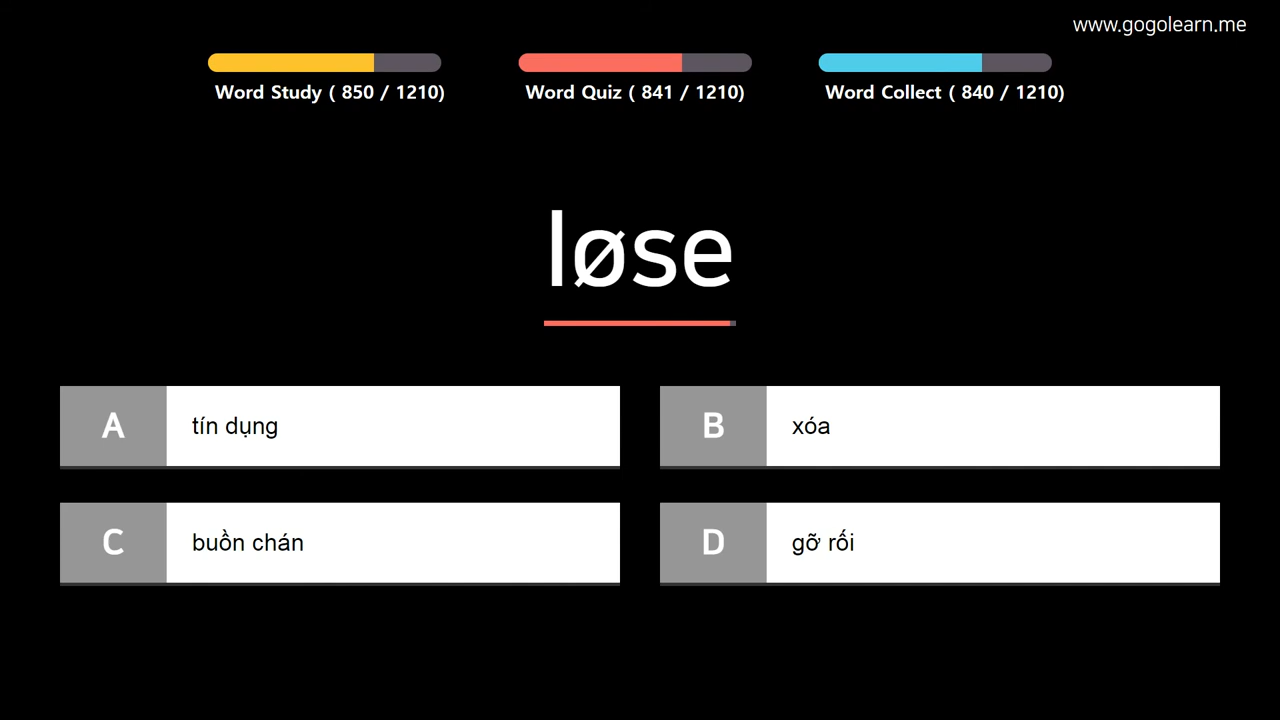 www.gogolearn.me
Word Study ( 850 / 1210)
Word Quiz ( 841 / 1210)
Word Collect ( 840 / 1210)
løse
A tín dụng
B xóa
C buồn chán
D gỡ rối